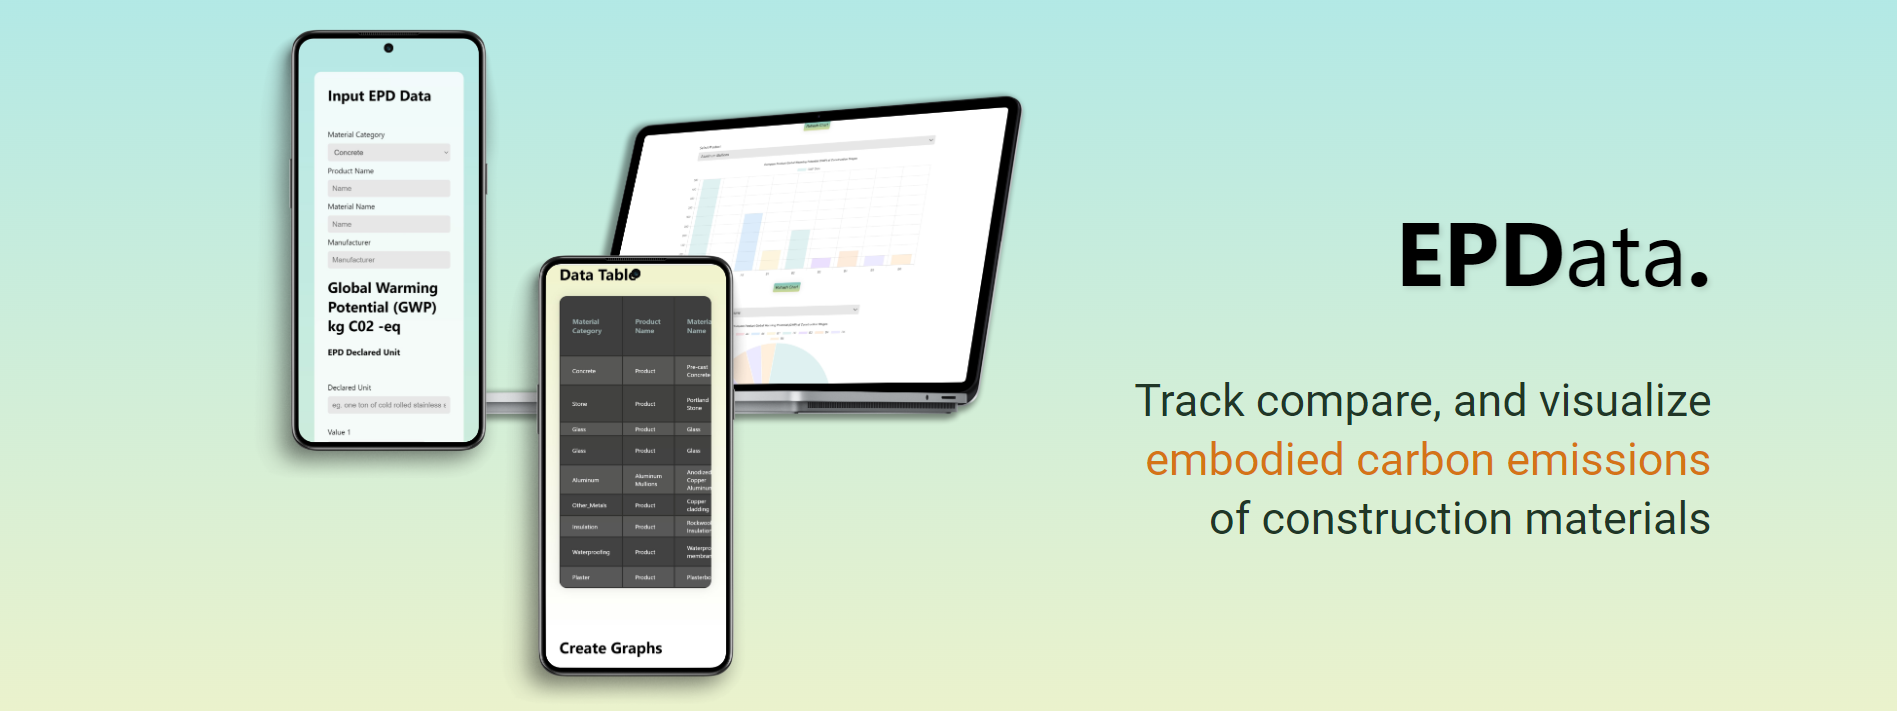 Input EPD Data
Material Category
Concrete
Product Name
Name
Material Name
Name
Manufacturer
Manufacturer
Global Warming
Potential (GWP)
kg C02 -eq
EPD Declared Unit
Declared Unit
eg. one ton of cold rolled stainless
Value 1
Data Table
Material
Category
Product
Name
Material
Name
Concrete
Product
Pre-cast
Concrete
Stone
Product
Portland
Stone
Glass
Product
Glass
Glass
Product
Glass
Aluminum
Aluminum
Mullions
Anodized
Copper
Aluminum
Other_Metals
Product
Copper
cladding
Insulation
Product
Rockwool
insulation
Waterproofing
Product
Plaster
Product
Create Graphs
EPData.
Track compare, and visualize
embodied carbon emissions
of construction materials